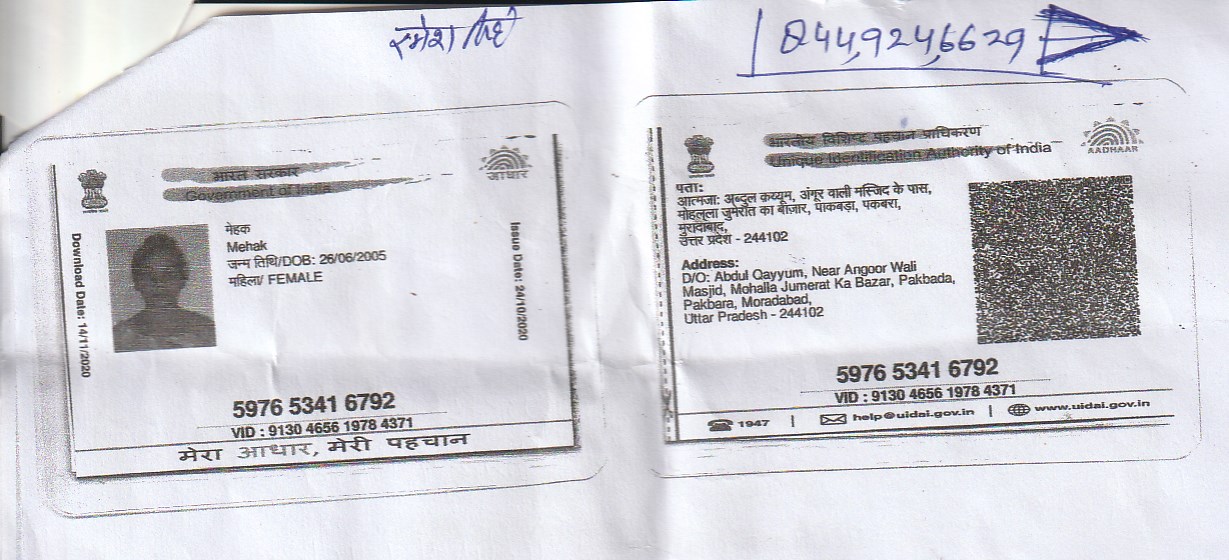 रमेश सिंह
8449246629
भारत सरकार
Government of India
आधार
मेहक
Mehak
जन्म तिथि/DOB: 26/06/2005
महिला/ FEMALE
Download Date: 14/11/2020
Issue Date: 24/10/2020
5976 5341 6792
VID : 9130 4656 1978 4371
मेरा आधार, मेरी पहचान
भारतीय विशिष्ट पहचान प्राधिकरण
Unique Identification Authority of India
AADHAAR
पता:
आत्मजा: अब्दुल कय्यूम, अंगूर वाली मस्जिद के पास,
मोहल्ला जुमेरात का बाज़ार, पाकबड़ा, पकबरा,
मुरादाबाद,
उत्तर प्रदेश - 244102
Address:
D/O: Abdul Qayyum, Near Angoor Wali
Masjid, Mohalla Jumerat Ka Bazar, Pakbada,
Pakbara, Moradabad,
Uttar Pradesh - 244102
5976 5341 6792
VID : 9130 4656 1978 4371
1947 | help@uidai.gov.in | www.uidai.gov.in